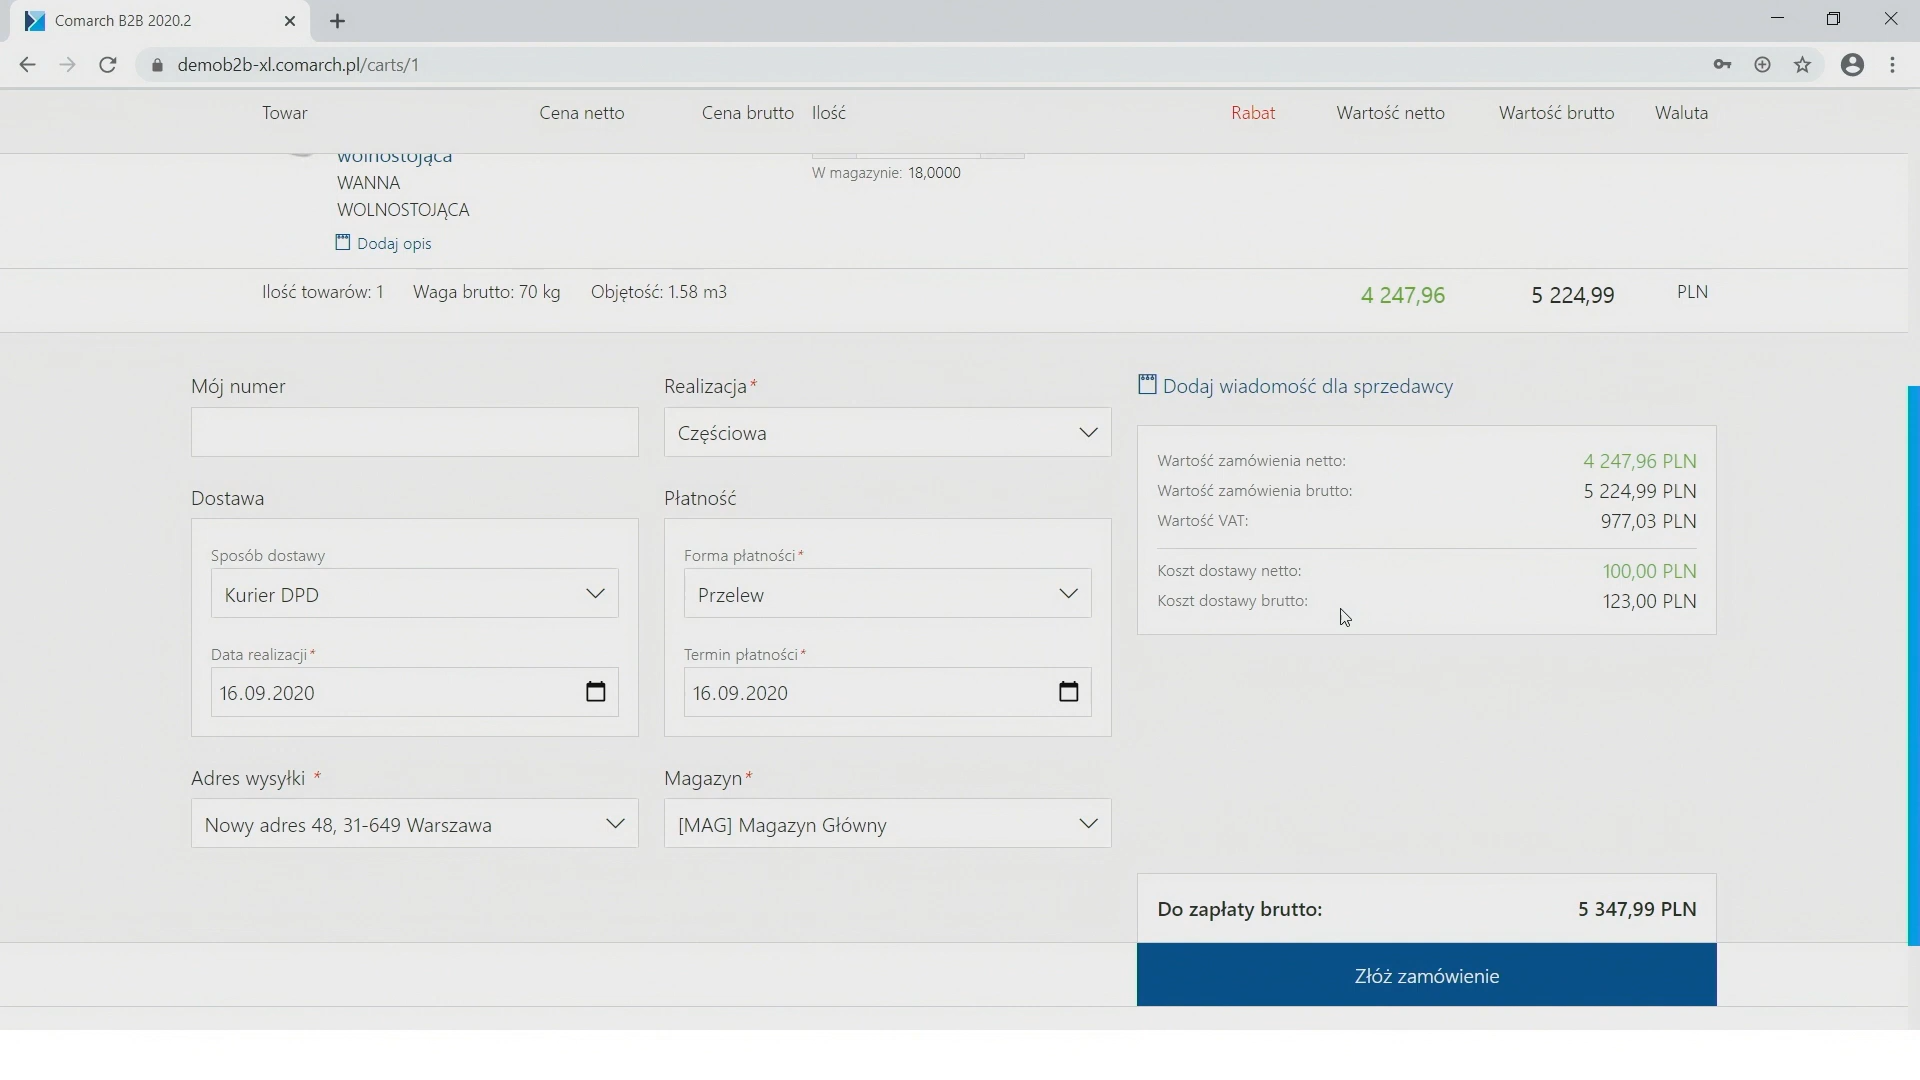 Comarch B2B 2020.2
demob2b-xl.comarch.pl/carts/1
Towar Cena netto Cena brutto Ilość Rabat Wartość netto Wartość brutto Waluta
wolnostojąca
WANNA
WOLNOSTOJĄCA
Dodaj opis
W magazynie: 18,0000
Ilość towarów: 1 Waga brutto: 70 kg Objętość: 1.58 m3 4 247,96 5 224,99 PLN
Mój numer
Realizacja*
Częściowa
Dostawa
Sposób dostawy
Kurier DPD
Data realizacji*
16.09.2020
Płatność
Forma płatności*
Przelew
Termin płatności*
16.09.2020
Adres wysyłki *
Nowy adres 48, 31-649 Warszawa
Magazyn*
[MAG] Magazyn Główny
Dodaj wiadomość dla sprzedawcy
Wartość zamówienia netto: 4 247,96 PLN
Wartość zamówienia brutto: 5 224,99 PLN
Wartość VAT: 977,03 PLN
Koszt dostawy netto: 100,00 PLN
Koszt dostawy brutto: 123,00 PLN
Do zapłaty brutto: 5 347,99 PLN
Złóż zamówienie